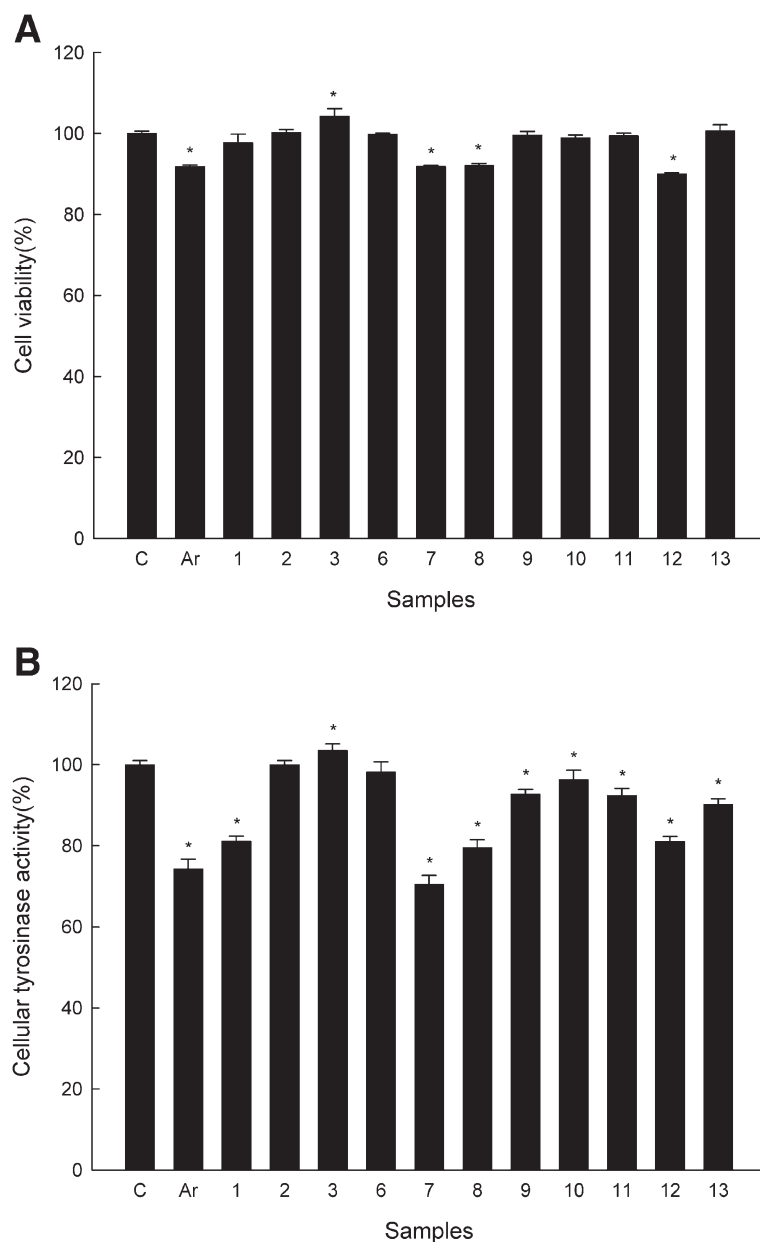 A
120
100
80
60
40
20
0
Cell viability(%)
* * * * *
C Ar 1 2 3 6 7 8 9 10 11 12 13
Samples
B
120
100
80
60
40
20
0
Cellular tyrosinase activity(%)
* * * * * * * * * *
C Ar 1 2 3 6 7 8 9 10 11 12 13
Samples